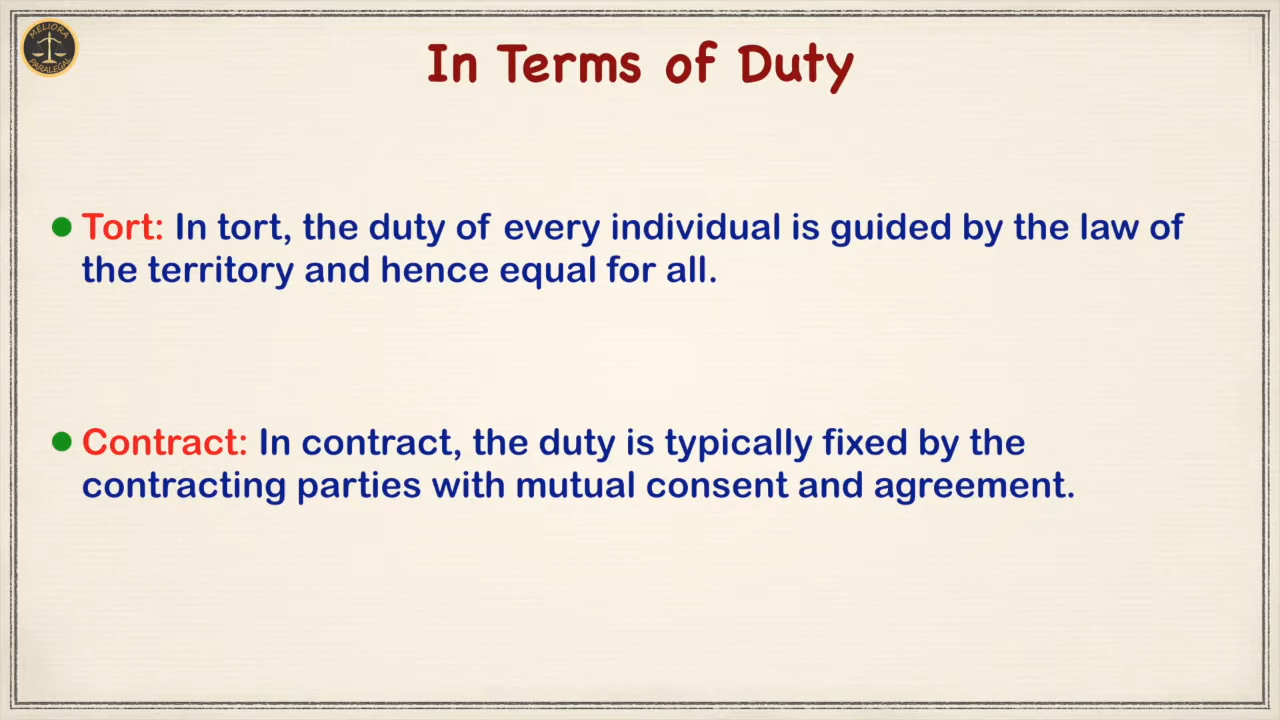 MELIORA
PARALEGAL
In Terms of Duty
Tort: In tort, the duty of every individual is guided by the law of
the territory and hence equal for all.
Contract: In contract, the duty is typically fixed by the
contracting parties with mutual consent and agreement.